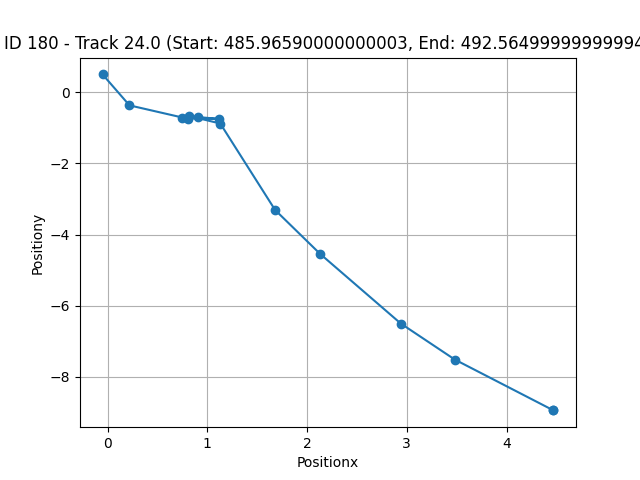 ID 180 - Track 24.0 (Start: 485.96590000000003, End: 492.56499999999994
0
−2
−4
−6
−8
Positiony
0 1 2 3 4
Positionx